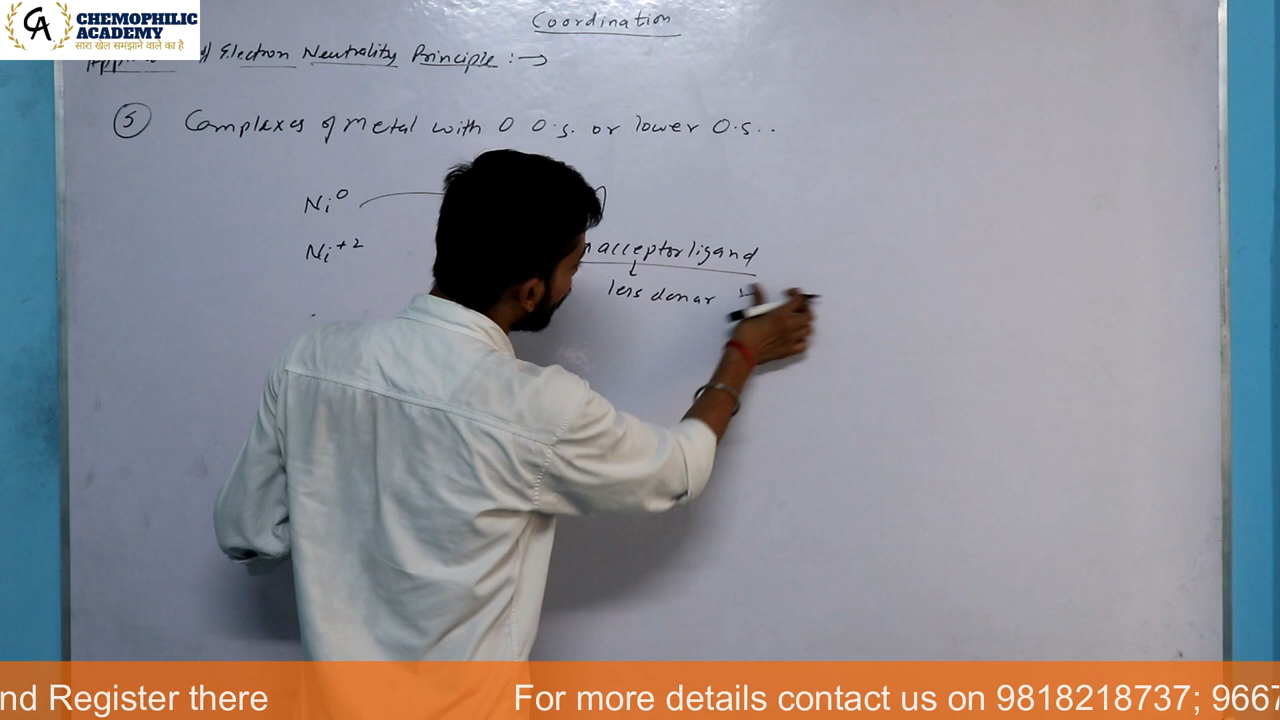 CA CHEMOPHILIC
ACADEMY
सारा खेल समझाने वाले का है
Coordination
Electron Neutrality Principle :→
⑤ Complexes of Metal with 0 O.S. or lower O.S..
Ni⁰
Ni⁺²
acceptor ligand
less donar
nd Register there For more details contact us on 9818218737; 9667